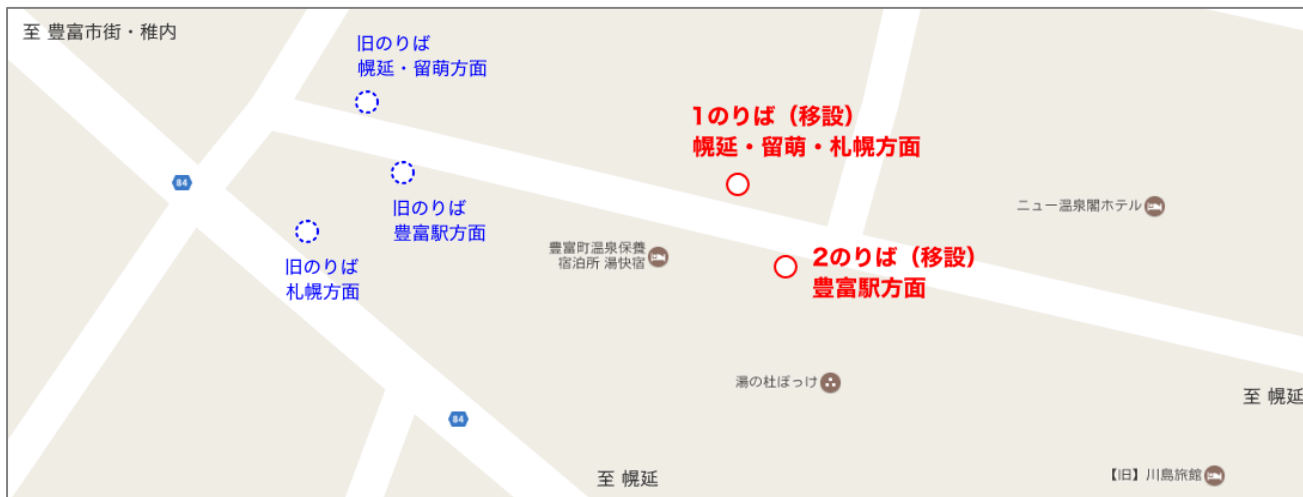 至 豊富市街・稚内
旧のりば
幌延・留萌方面
1のりば（移設）
幌延・留萌・札幌方面
84
旧のりば
豊富駅方面
ニュー温泉閣ホテル
旧のりば
札幌方面
豊富町温泉保養
宿泊所 湯快宿
2のりば（移設）
豊富駅方面
湯の杜ぽっけ
至 幌延
84
至 幌延
【旧】川島旅館